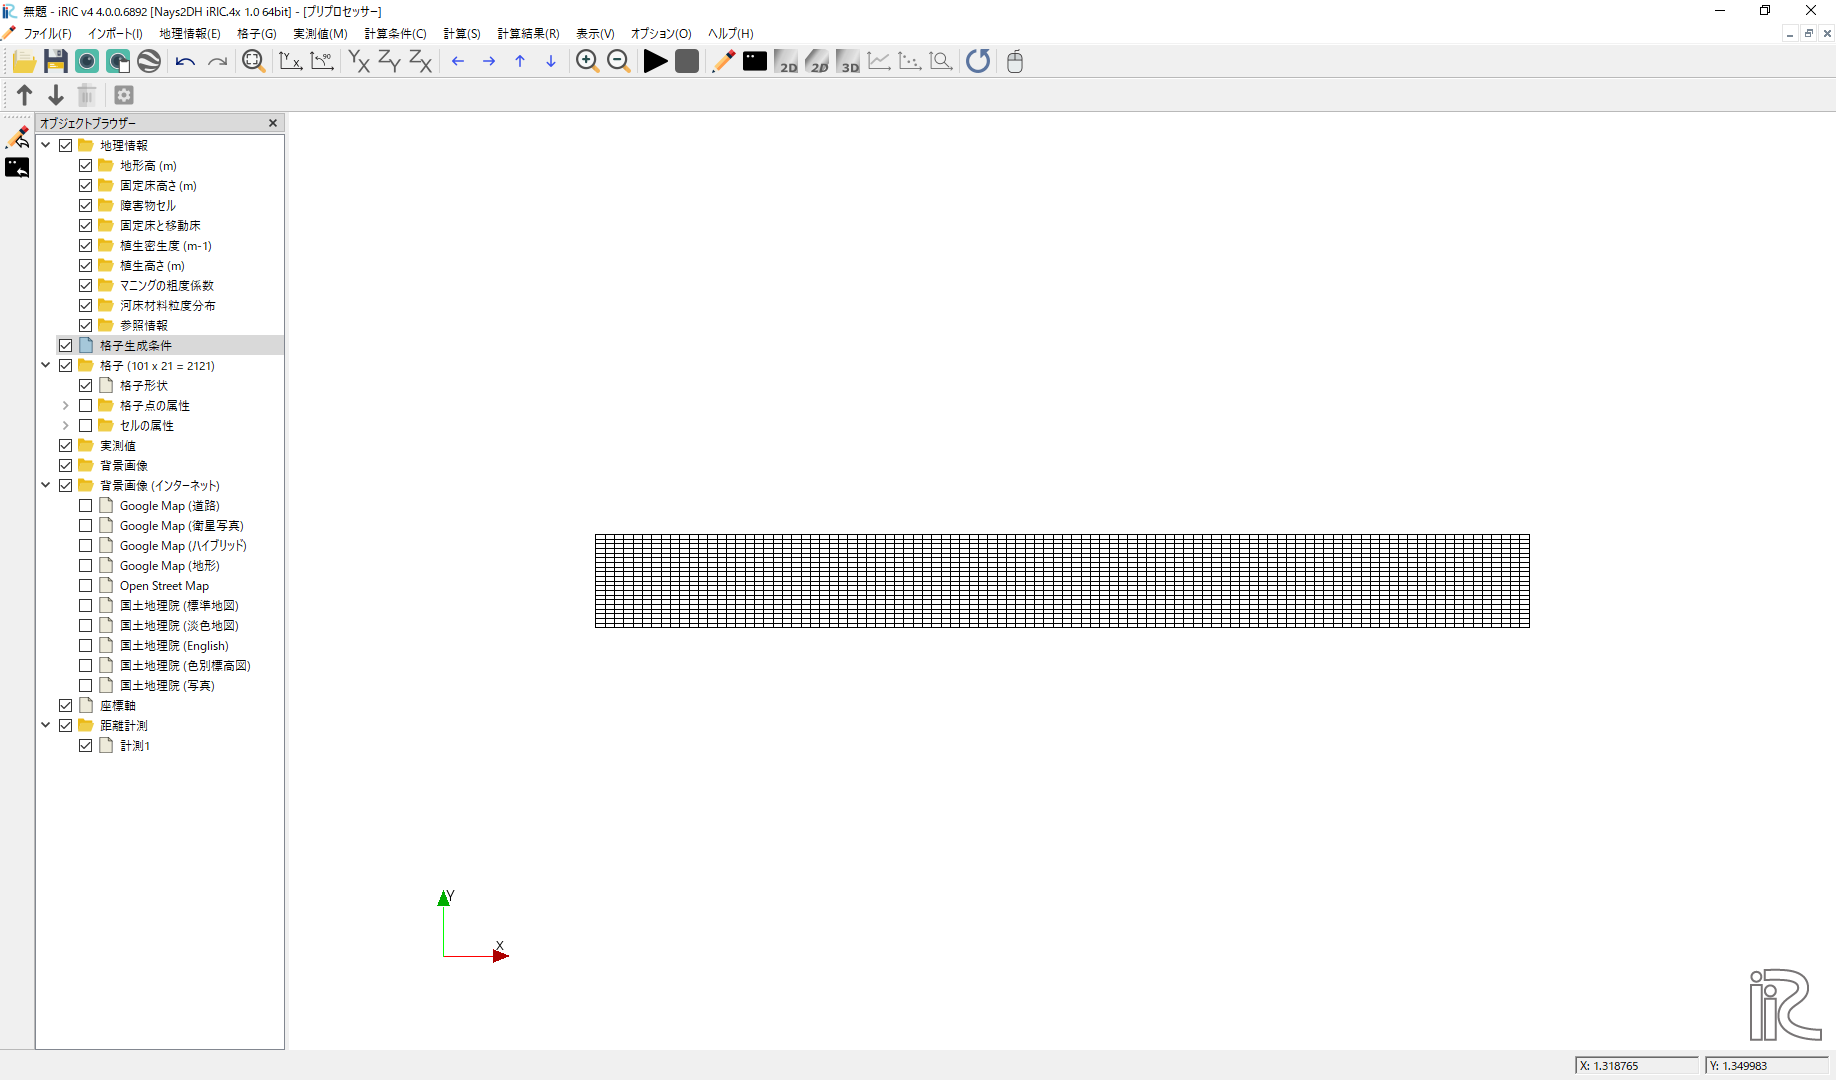 無題 - iRIC v4 4.0.0.6892 [Nays2DH iRIC.4x 1.0 64bit] - [プリプロセッサー]
ファイル(F) インポート(I) 地理情報(E) 格子(G) 実測値(M) 計算条件(C) 計算(S) 計算結果(R) 表示(V) オプション(O) ヘルプ(H)
Y X 90 YX ZY ZX 2D 2D 3D
オブジェクトブラウザー
地理情報
地形高 (m)
固定床高さ (m)
障害物セル
固定床と移動床
植生密生度 (m-1)
植生高さ (m)
マニングの粗度係数
河床材料粒度分布
参照情報
格子生成条件
格子 (101 x 21 = 2121)
格子形状
格子点の属性
セルの属性
実測値
背景画像
背景画像 (インターネット)
Google Map (道路)
Google Map (衛星写真)
Google Map (ハイブリッド)
Google Map (地形)
Open Street Map
国土地理院 (標準地図)
国土地理院 (淡色地図)
国土地理院 (English)
国土地理院 (色別標高図)
国土地理院 (写真)
座標軸
距離計測
計測1
Y
X
iRIC
X: 1.318765
Y: 1.349983